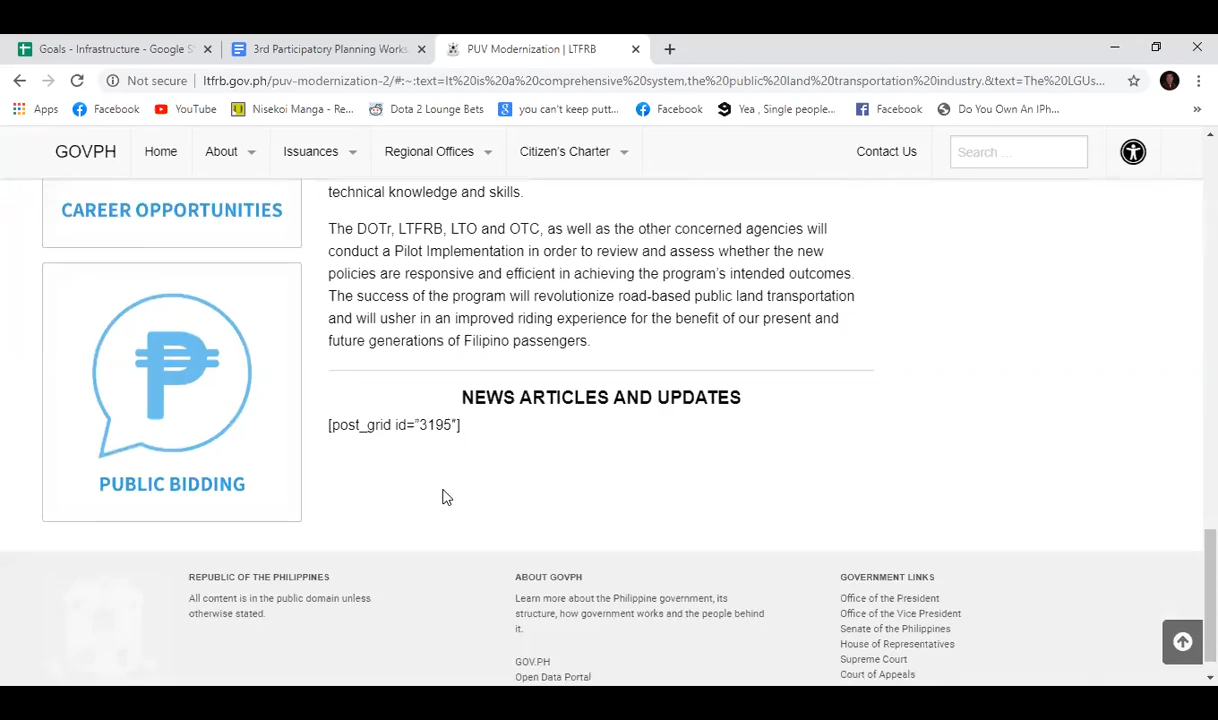 Goals - Infrastructure - Google S
3rd Participatory Planning Works
PUV Modernization | LTFRB
Not secure
ltfrb.gov.ph/puv-modernization-2/#:~:text=It%20is%20a%20comprehensive%20system,the%20public%20land%20transportation%20industry.&text=The%20LGUs...
Apps
Facebook
YouTube
Nisekoi Manga - Re...
Dota 2 Lounge Bets
you can't keep putt...
Facebook
Yea , Single people...
Facebook
Do You Own An IPh...
GOVPH
Home
About
Issuances
Regional Offices
Citizen's Charter
Contact Us
Search ...
CAREER OPPORTUNITIES
PUBLIC BIDDING
technical knowledge and skills.
The DOTr, LTFRB, LTO and OTC, as well as the other concerned agencies will
conduct a Pilot Implementation in order to review and assess whether the new
policies are responsive and efficient in achieving the program's intended outcomes.
The success of the program will revolutionize road-based public land transportation
and will usher in an improved riding experience for the benefit of our present and
future generations of Filipino passengers.
NEWS ARTICLES AND UPDATES
[post_grid id="3195"]
REPUBLIC OF THE PHILIPPINES
All content is in the public domain unless
otherwise stated.
ABOUT GOVPH
Learn more about the Philippine government, its
structure, how government works and the people behind
it.
GOV.PH
Open Data Portal
GOVERNMENT LINKS
Office of the President
Office of the Vice President
Senate of the Philippines
House of Representatives
Supreme Court
Court of Appeals